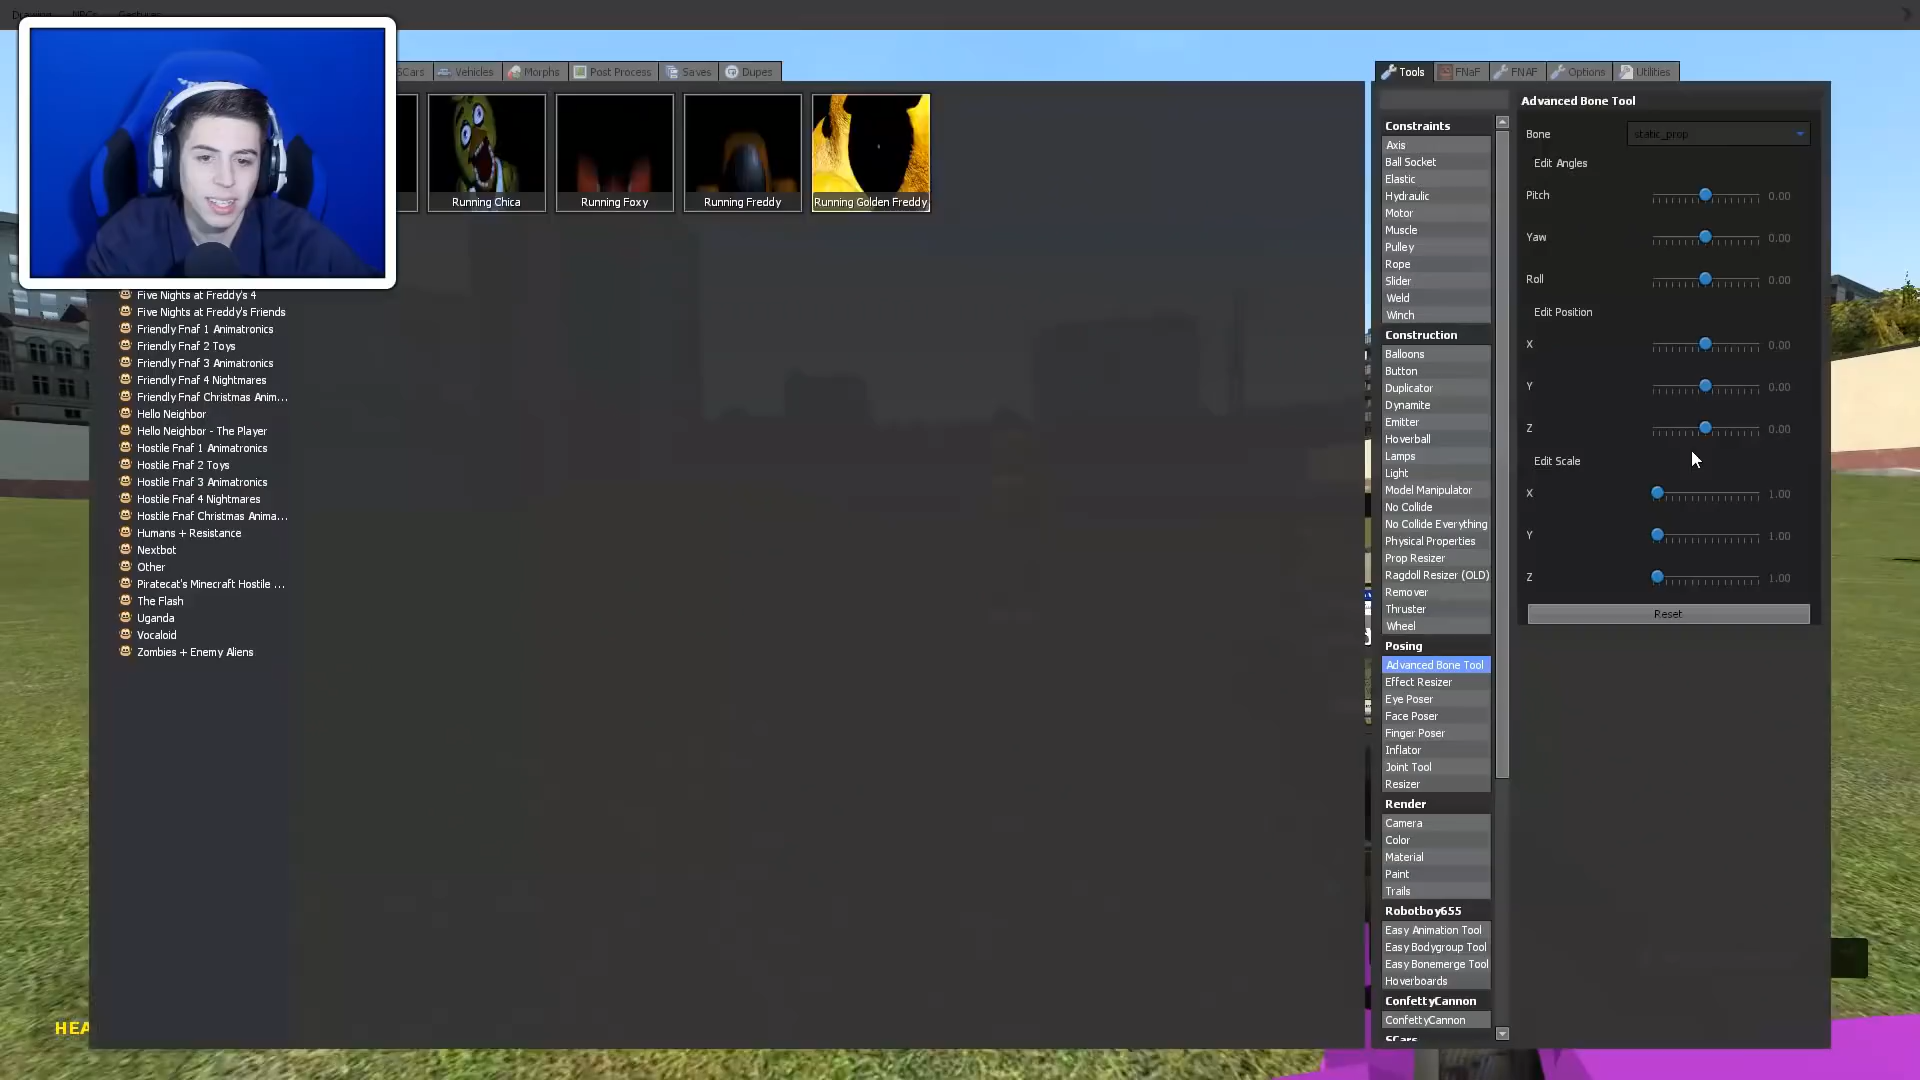 Drawing NPCs Gestures
SCars Vehicles Morphs Post Process Saves Dupes
Running Chica
Running Foxy
Running Freddy
Running Golden Freddy
Five Nights at Freddy's 4
Five Nights at Freddy's Friends
Friendly Fnaf 1 Animatronics
Friendly Fnaf 2 Toys
Friendly Fnaf 3 Animatronics
Friendly Fnaf 4 Nightmares
Friendly Fnaf Christmas Anim...
Hello Neighbor
Hello Neighbor - The Player
Hostile Fnaf 1 Animatronics
Hostile Fnaf 2 Toys
Hostile Fnaf 3 Animatronics
Hostile Fnaf 4 Nightmares
Hostile Fnaf Christmas Anima...
Humans + Resistance
Nextbot
Other
Piratecat's Minecraft Hostile ...
The Flash
Uganda
Vocaloid
Zombies + Enemy Aliens
HEA
Tools FNaF FNAF Options Utilities
Constraints
Axis
Ball Socket
Elastic
Hydraulic
Motor
Muscle
Pulley
Rope
Slider
Weld
Winch
Construction
Balloons
Button
Duplicator
Dynamite
Emitter
Hoverball
Lamps
Light
Model Manipulator
No Collide
No Collide Everything
Physical Properties
Prop Resizer
Ragdoll Resizer (OLD)
Remover
Thruster
Wheel
Posing
Advanced Bone Tool
Effect Resizer
Eye Poser
Face Poser
Finger Poser
Inflator
Joint Tool
Resizer
Render
Camera
Color
Material
Paint
Trails
Robotboy655
Easy Animation Tool
Easy Bodygroup Tool
Easy Bonemerge Tool
Hoverboards
ConfettyCannon
ConfettyCannon
SCars
Advanced Bone Tool
Bone static_prop
Edit Angles
Pitch 0.00
Yaw 0.00
Roll 0.00
Edit Position
X 0.00
Y 0.00
Z 0.00
Edit Scale
X 1.00
Y 1.00
Z 1.00
Reset